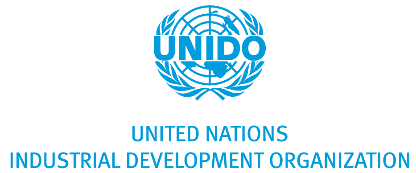 UNIDO
UNITED NATIONS
INDUSTRIAL DEVELOPMENT ORGANIZATION